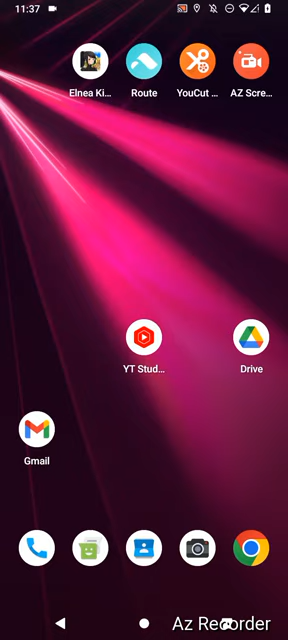 11:37
Elnea Ki...
Route
YouCut ...
AZ Scre...
YT Stud...
Drive
Gmail
Az Recorder